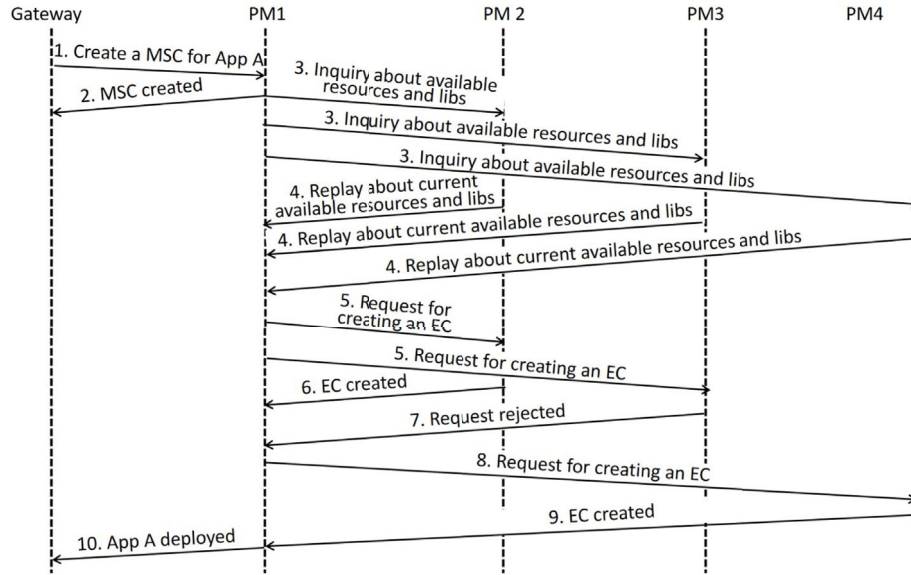 Gateway
PM1
PM 2
PM3
PM4
1. Create a MSC for App A
2. MSC created
3. Inquiry about available
resources and libs
3. Inquiry about available resources and libs
3. Inquiry about available resources and libs
4. Replay about current
available resources and libs
4. Replay about current available resources and libs
4. Replay about current available resources and libs
5. Request for
creating an EC
5. Request for creating an EC
6. EC created
7. Request rejected
8. Request for creating an EC
9. EC created
10. App A deployed